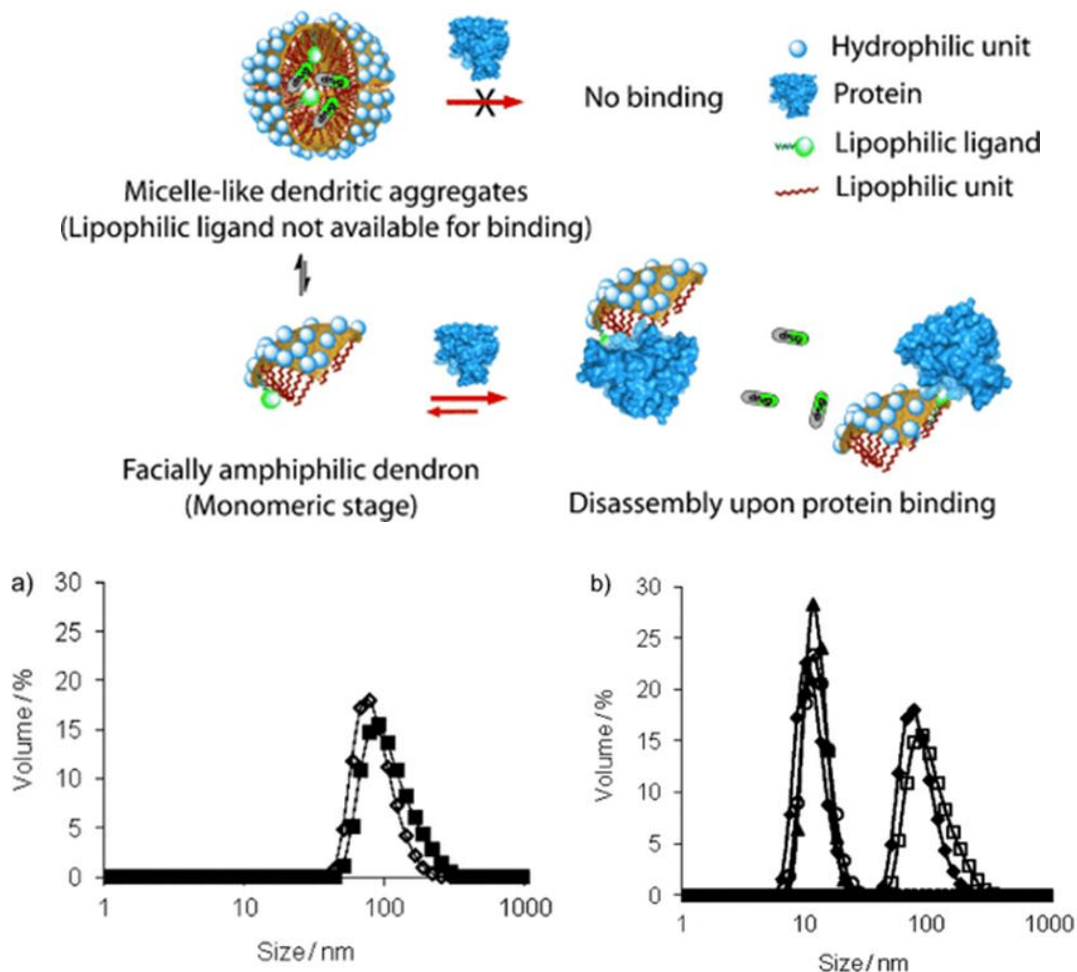 Hydrophilic unit
Protein
No binding
Lipophilic ligand
Lipophilic unit
Micelle-like dendritic aggregates
(Lipophilic ligand not available for binding)
Facially amphiphilic dendron
(Monomeric stage)
Disassembly upon protein binding
a)
30
25
20
15
10
5
0
Volume / %
1
10
100
1000
Size / nm
b)
30
25
20
15
10
5
0
Volume / %
1
10
100
1000
Size / nm